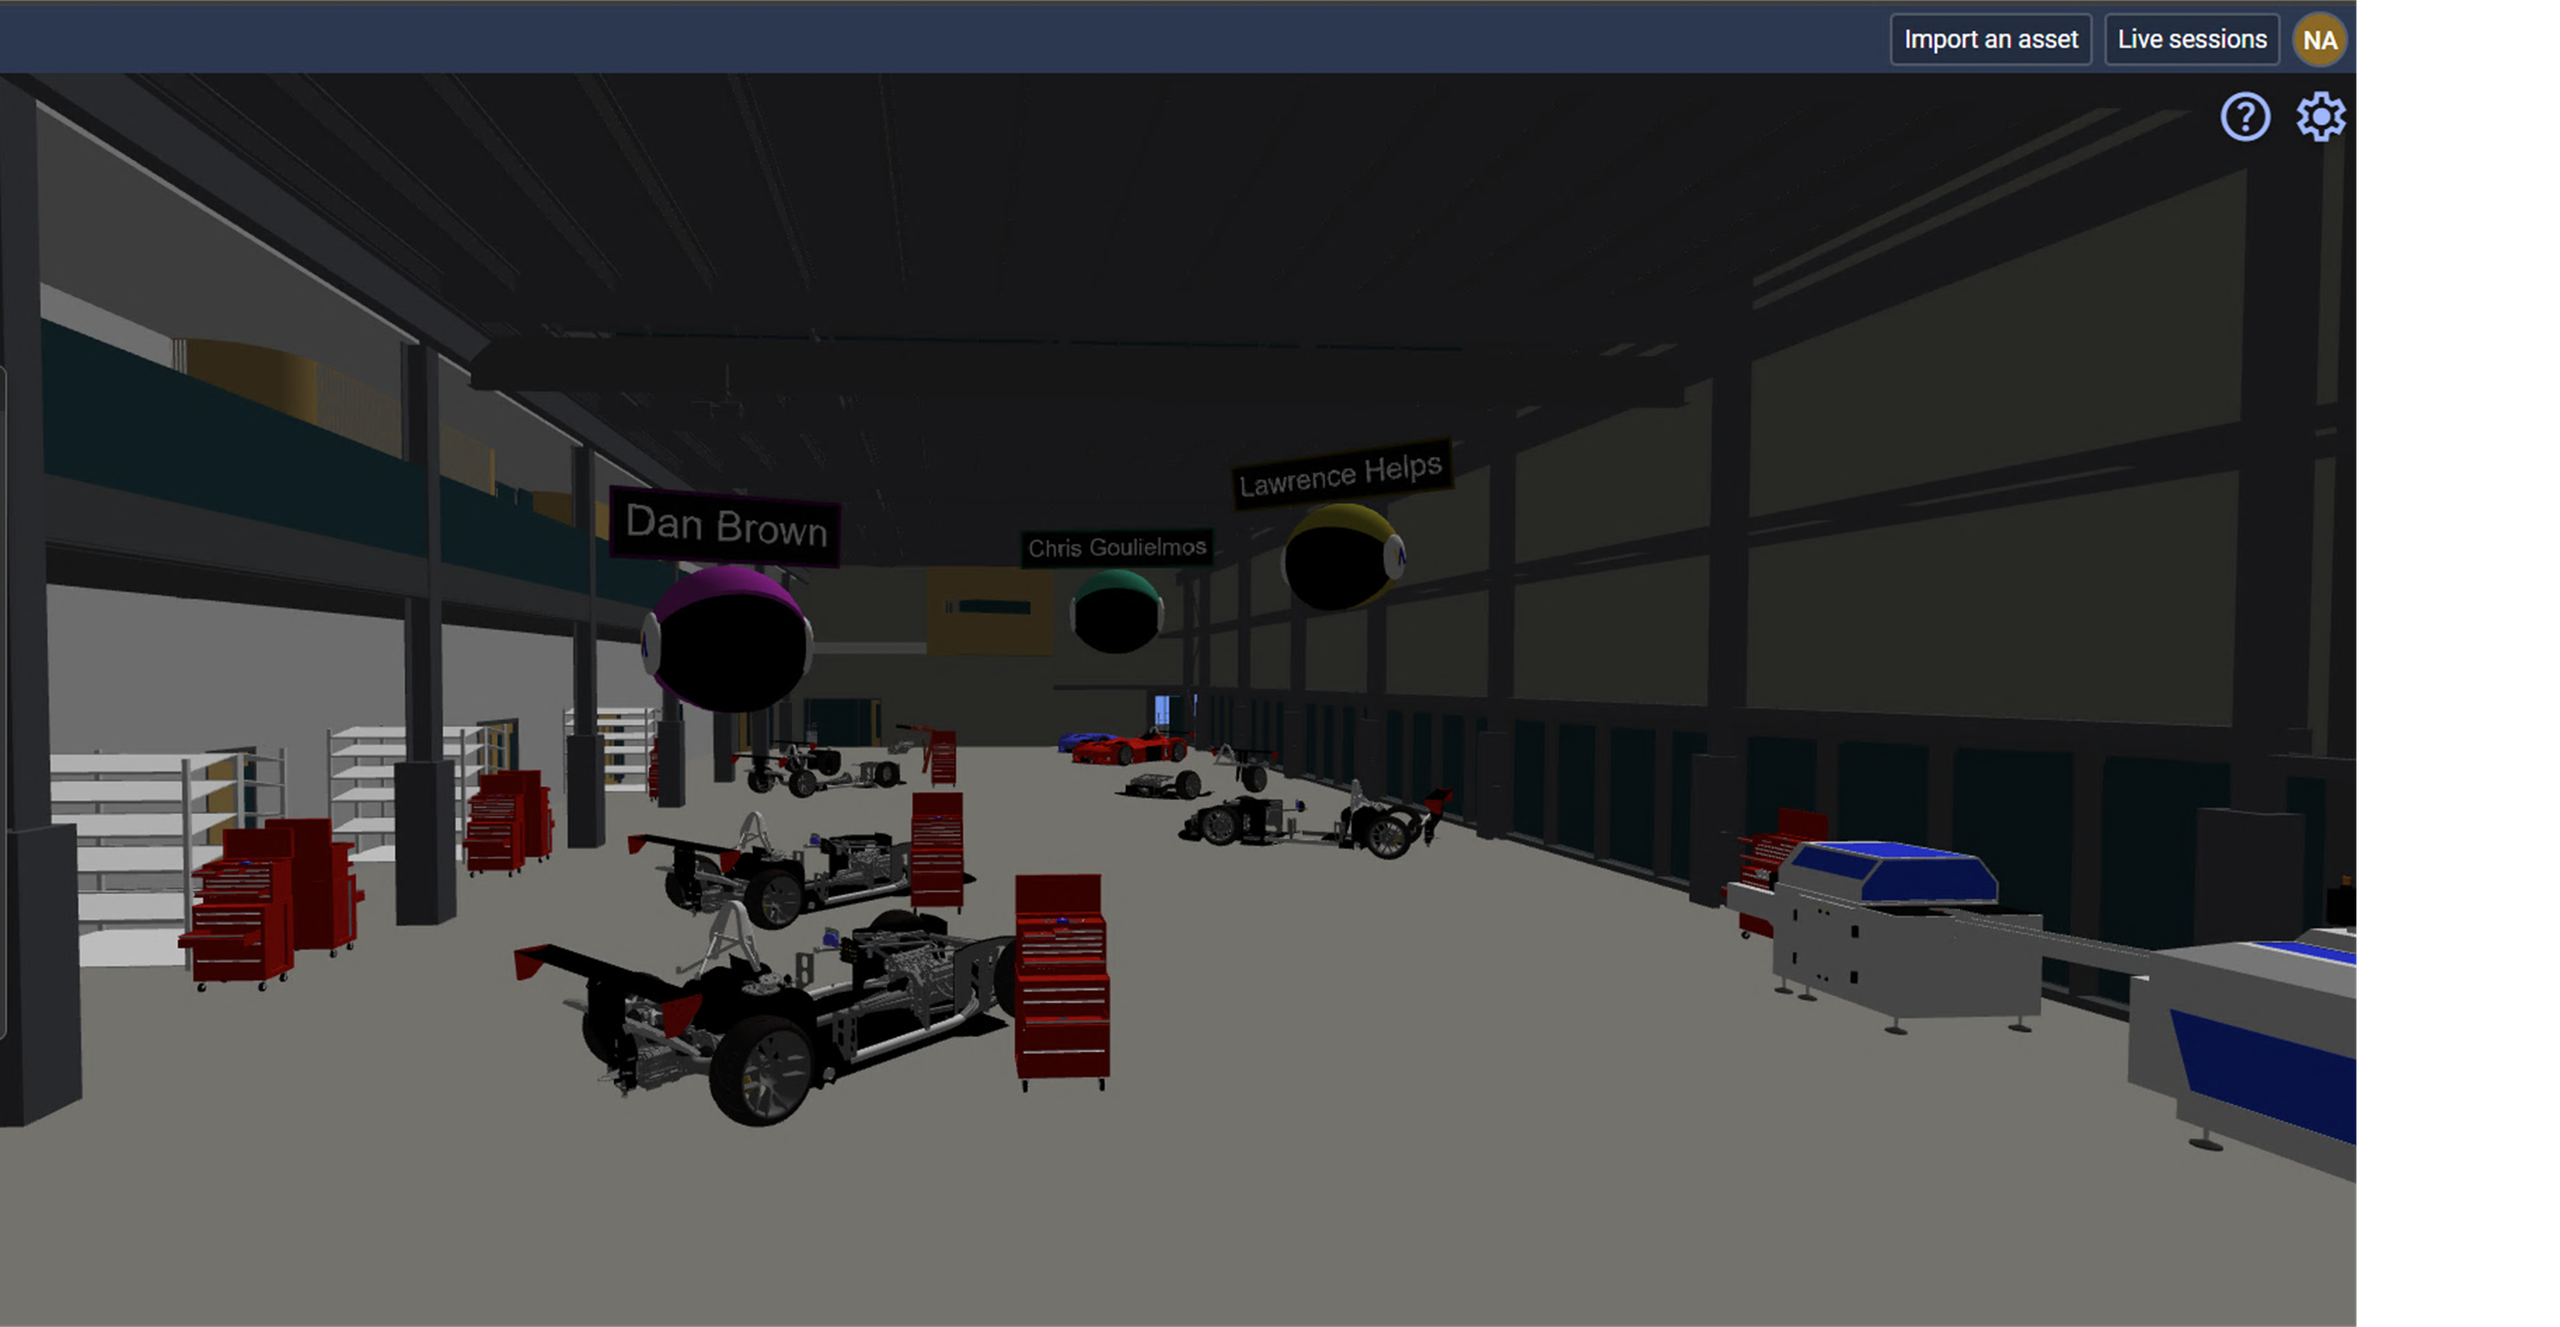 Import an asset
Live sessions
NA
Lawrence Helps
Dan Brown
Chris Goulielmos